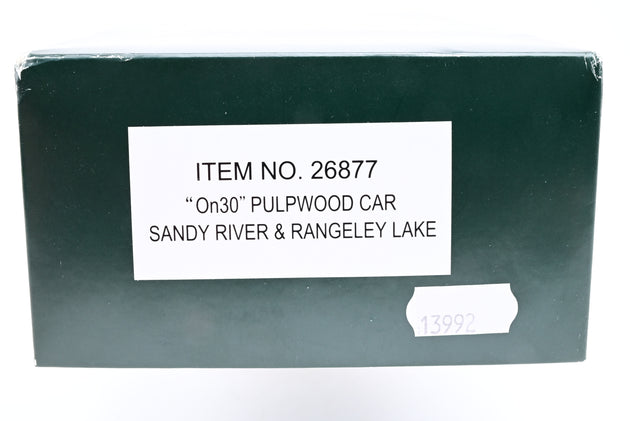 ITEM NO. 26877
“On30” PULPWOOD CAR
SANDY RIVER & RANGELEY LAKE
13992